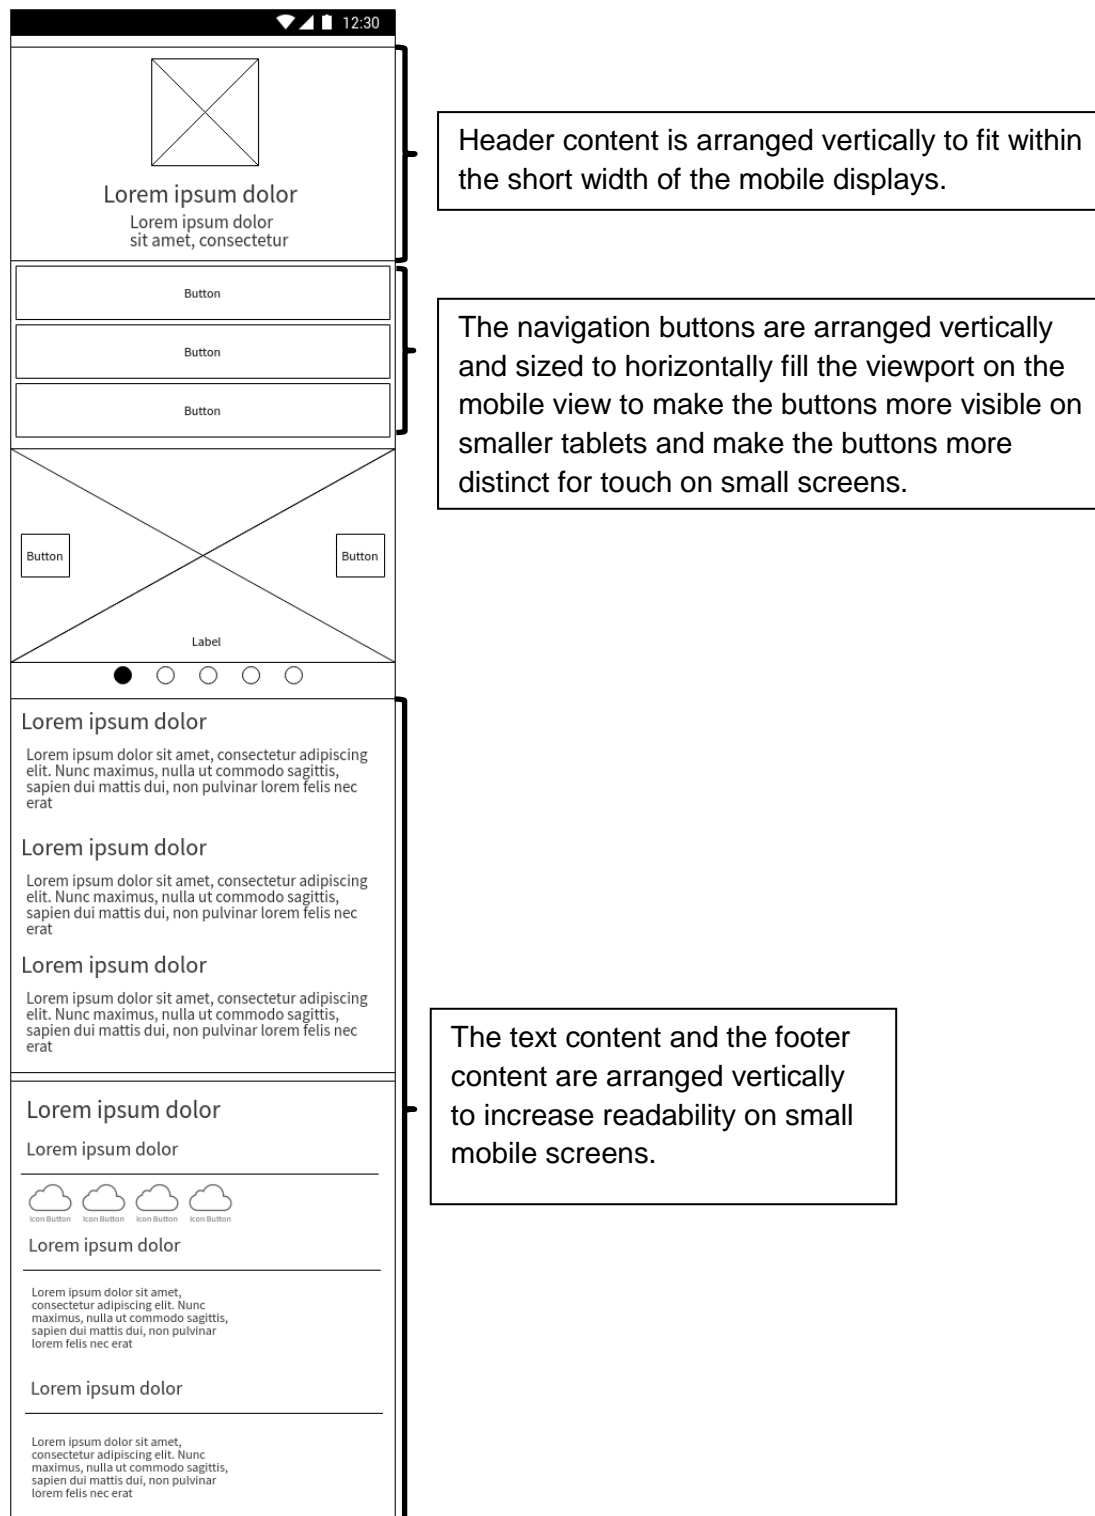 12:30
Lorem ipsum dolor
Lorem ipsum dolor
sit amet, consectetur
Header content is arranged vertically to fit within
the short width of the mobile displays.
Button
Button
Button
The navigation buttons are arranged vertically
and sized to horizontally fill the viewport on the
mobile view to make the buttons more visible on
smaller tablets and make the buttons more
distinct for touch on small screens.
Button
Button
Label
Lorem ipsum dolor
Lorem ipsum dolor sit amet, consectetur adipiscing
elit. Nunc maximus, nulla ut commodo sagittis,
sapien dui mattis dui, non pulvinar lorem felis nec
erat
Lorem ipsum dolor
Lorem ipsum dolor sit amet, consectetur adipiscing
elit. Nunc maximus, nulla ut commodo sagittis,
sapien dui mattis dui, non pulvinar lorem felis nec
erat
Lorem ipsum dolor
Lorem ipsum dolor sit amet, consectetur adipiscing
elit. Nunc maximus, nulla ut commodo sagittis,
sapien dui mattis dui, non pulvinar lorem felis nec
erat
The text content and the footer
content are arranged vertically
to increase readability on small
mobile screens.
Lorem ipsum dolor
Lorem ipsum dolor
Icon Button Icon Button Icon Button Icon Button
Lorem ipsum dolor
Lorem ipsum dolor sit amet,
consectetur adipiscing elit. Nunc
maximus, nulla ut commodo sagittis,
sapien dui mattis dui, non pulvinar
lorem felis nec erat
Lorem ipsum dolor
Lorem ipsum dolor sit amet,
consectetur adipiscing elit. Nunc
maximus, nulla ut commodo sagittis,
sapien dui mattis dui, non pulvinar
lorem felis nec erat